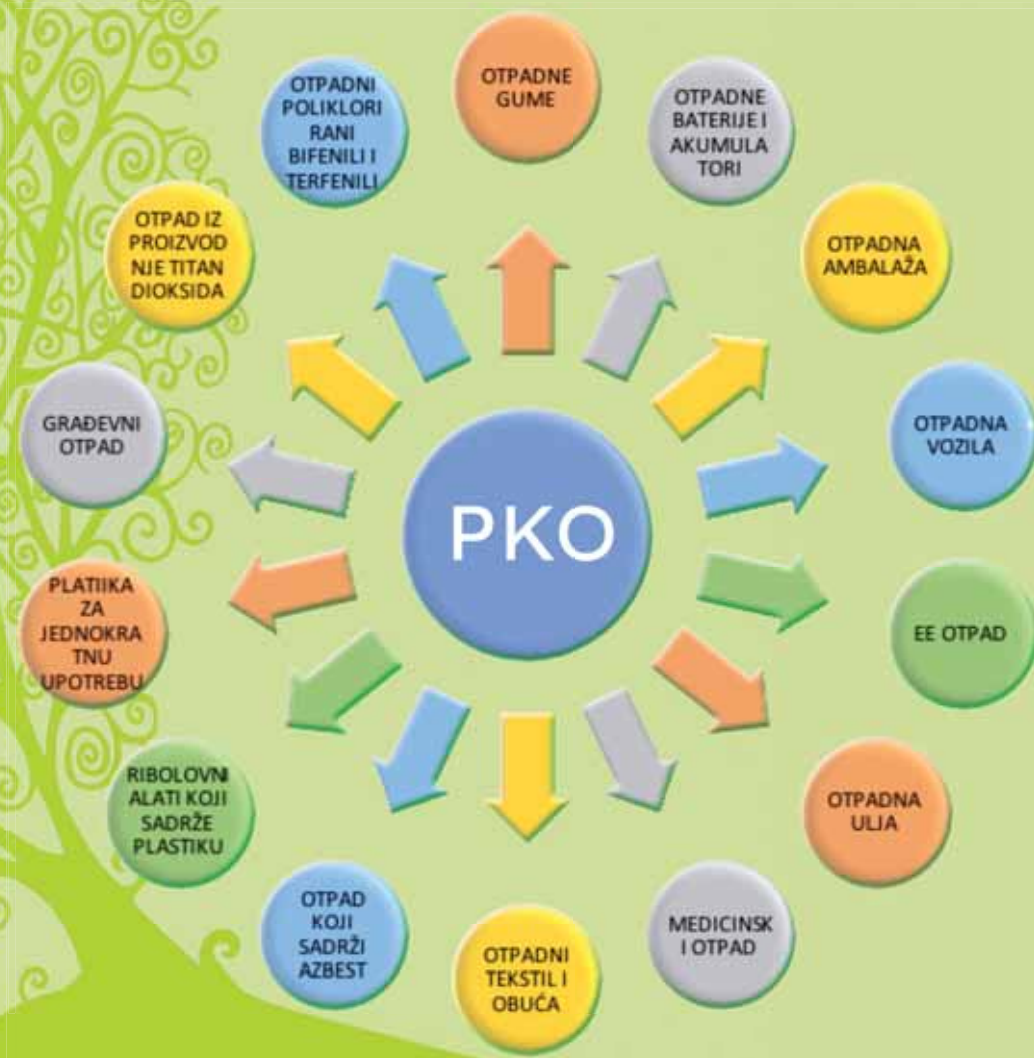 OTPADNE
GUME
OTPADNE
BATERIJE I
AKUMULA
TORI
OTPADNA
AMBALAŽA
OTPADNA
VOZILA
EE OTPAD
OTPADNA
ULJA
MEDICINSK
I OTPAD
OTPADNI
TEKSTIL I
OBUĆA
OTPAD
KOJI
SADRŽI
AZBEST
RIBOLOVNI
ALATI KOJI
SADRŽE
PLASTIKU
PLATIIKA
ZA
JEDNOKRA
TNU
UPOTREBU
GRAĐEVNI
OTPAD
OTPAD IZ
PROIZVOD
NJE TITAN
DIOKSIDA
OTPADNI
POLIKLORI
RANI
BIFENILI I
TERFENILI
PKO